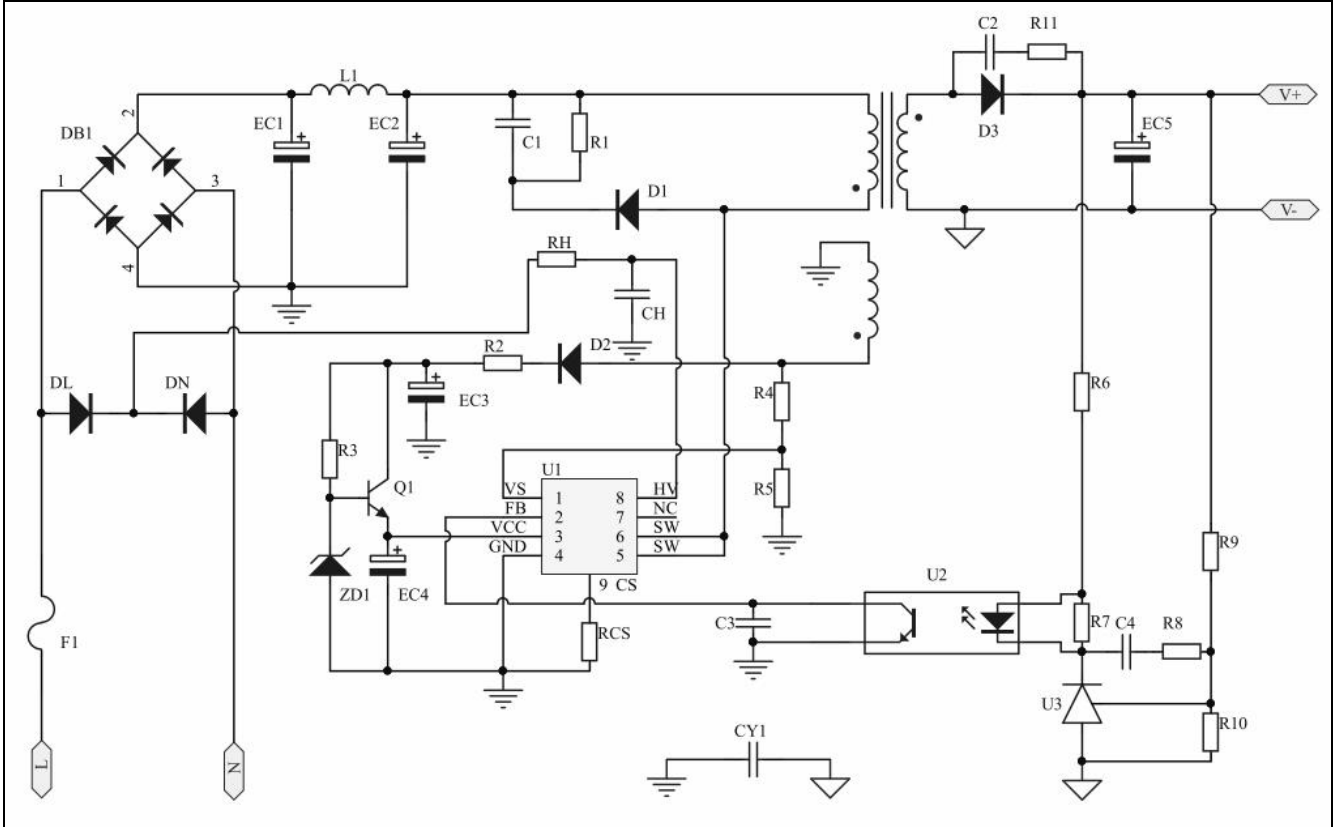 C2 R11
L1
V+
2
DB1
EC1
EC2
C1
R1
D3
EC5
1
3
D1
V-
4
RH
CH
R2
D2
DL
DN
EC3
R4
R6
R3
U1
Q1
VS 1 8 HV
R5
FB 2 7 NC
VCC 3 6 SW
GND 4 5 SW
R9
9 CS
ZD1
EC4
U2
C3
R7
C4
R8
RCS
F1
U3
R10
CY1
L
N